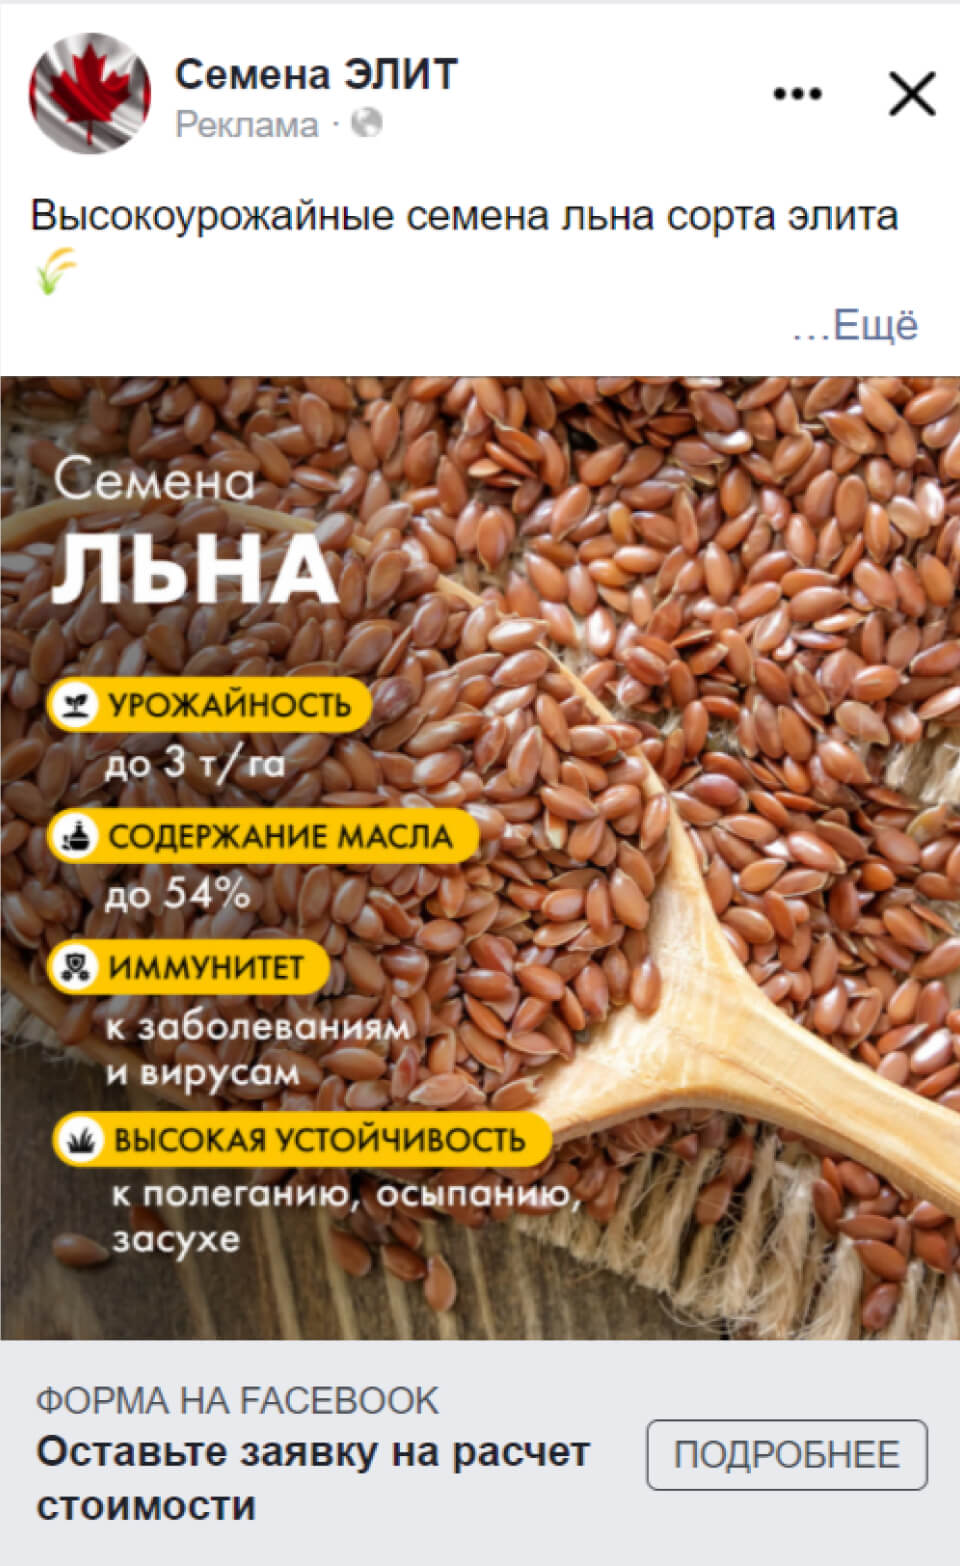 Семена ЭЛИТ
Реклама ·
Высокоурожайные семена льна сорта элита
…Ещё
Семена
ЛЬНА
УРОЖАЙНОСТЬ
до 3 т/га
СОДЕРЖАНИЕ МАСЛА
до 54%
ИММУНИТЕТ
к заболеваниям
и вирусам
ВЫСОКАЯ УСТОЙЧИВОСТЬ
к полеганию, осыпанию,
засухе
ФОРМА НА FACEBOOK
Оставьте заявку на расчет
стоимости
ПОДРОБНЕЕ